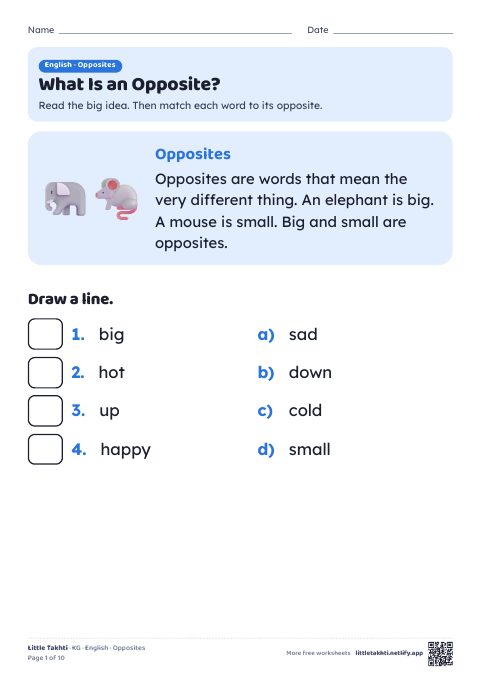 Name Date
English · Opposites
What Is an Opposite?
Read the big idea. Then match each word to its opposite.
Opposites
Opposites are words that mean the
very different thing. An elephant is big.
A mouse is small. Big and small are
opposites.
Draw a line.
1. big a) sad
2. hot b) down
3. up c) cold
4. happy d) small
Little Takhti · KG · English · Opposites
Page 1 of 10
More free worksheets · littletakhti.netlify.app